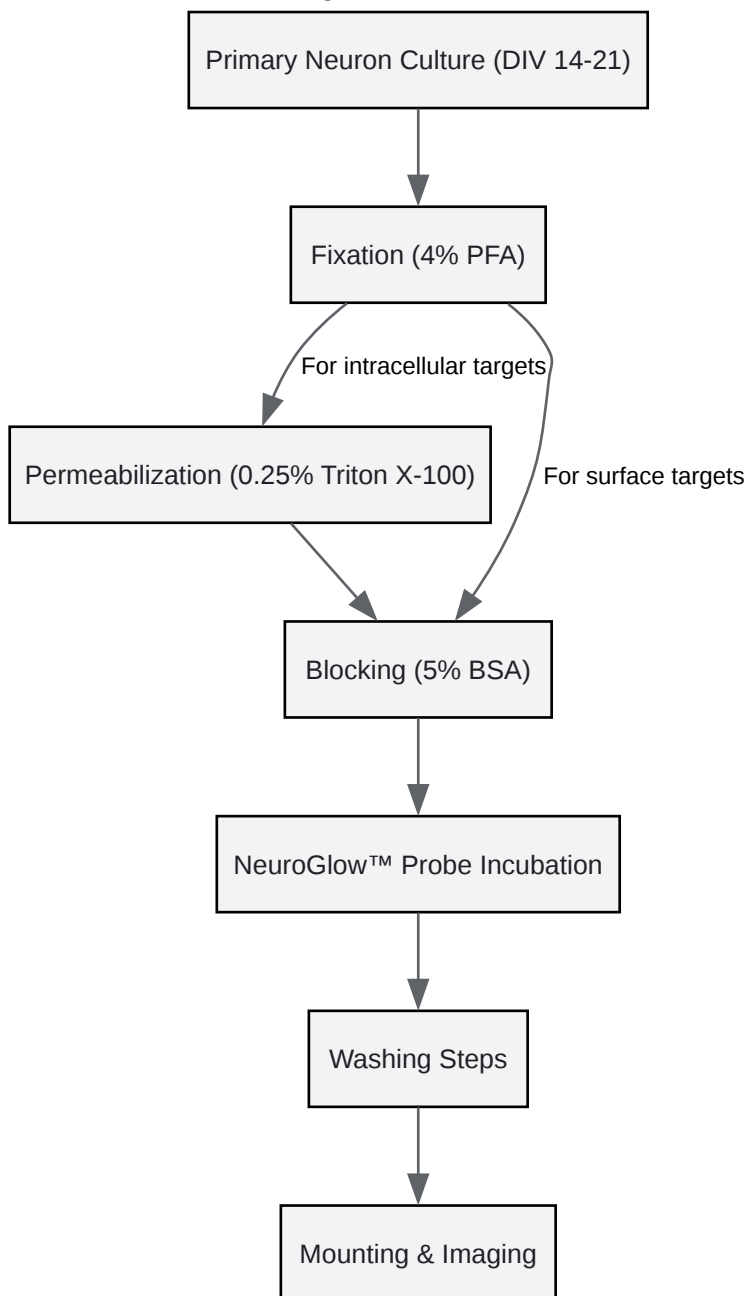 Primary Neuron Culture (DIV 14-21)
Fixation (4% PFA)
For intracellular targets
Permeabilization (0.25% Triton X-100)
For surface targets
Blocking (5% BSA)
NeuroGlow™ Probe Incubation
Washing Steps
Mounting & Imaging